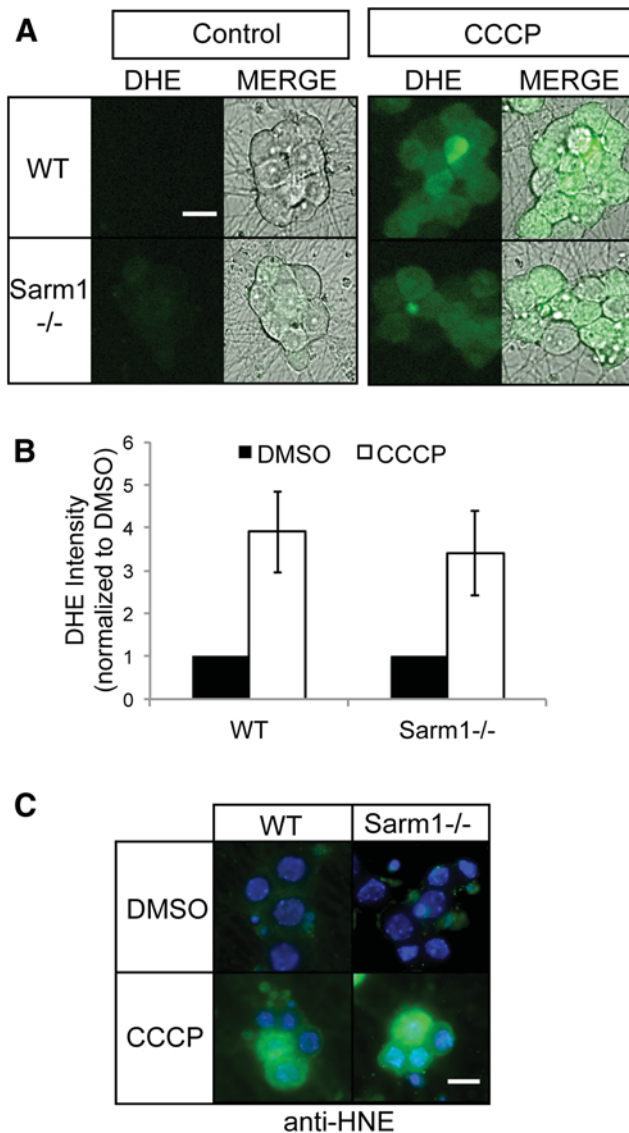 A
Control
CCCP
DHE MERGE DHE MERGE
WT
Sarm1
-/-
B
DMSO CCCP
DHE Intensity
(normalized to DMSO)
6
5
4
3
2
1
0
WT Sarm1-/-
C
WT Sarm1-/-
DMSO
CCCP
anti-HNE